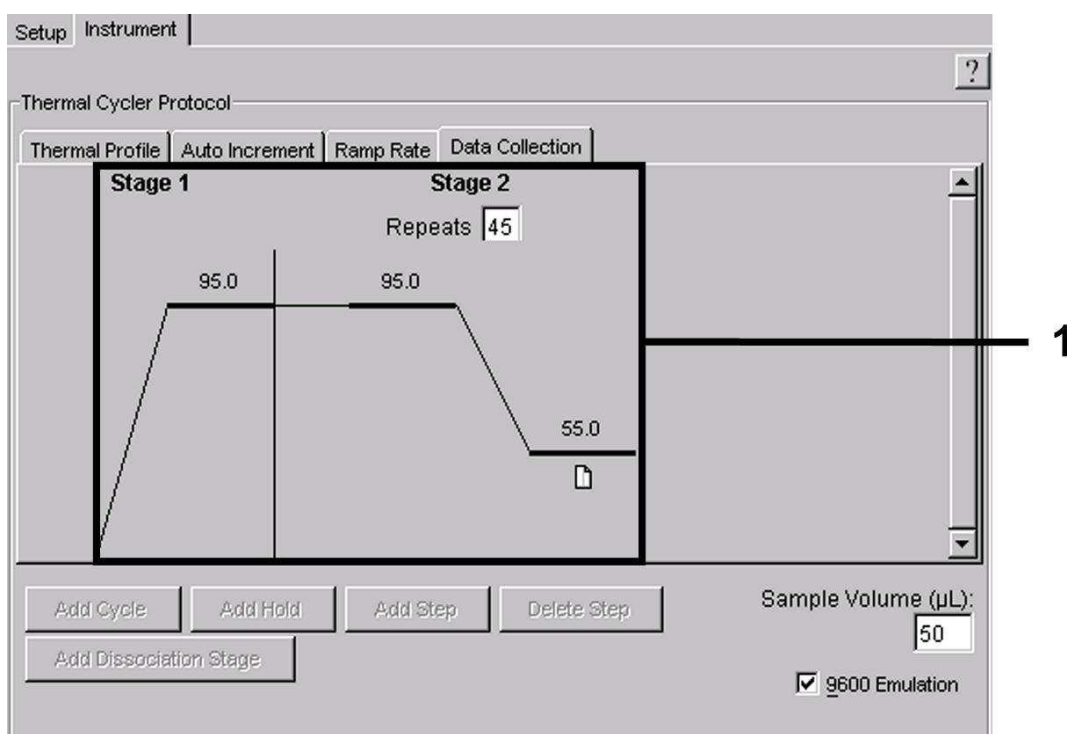 Setup Instrument
?
Thermal Cycler Protocol
Thermal Profile Auto Increment Ramp Rate Data Collection
Stage 1 Stage 2
Repeats 45
95.0 95.0
1
55.0
Add Cycle Add Hold Add Step Delete Step Sample Volume (µL):
50
Add Dissociation Stage
9600 Emulation